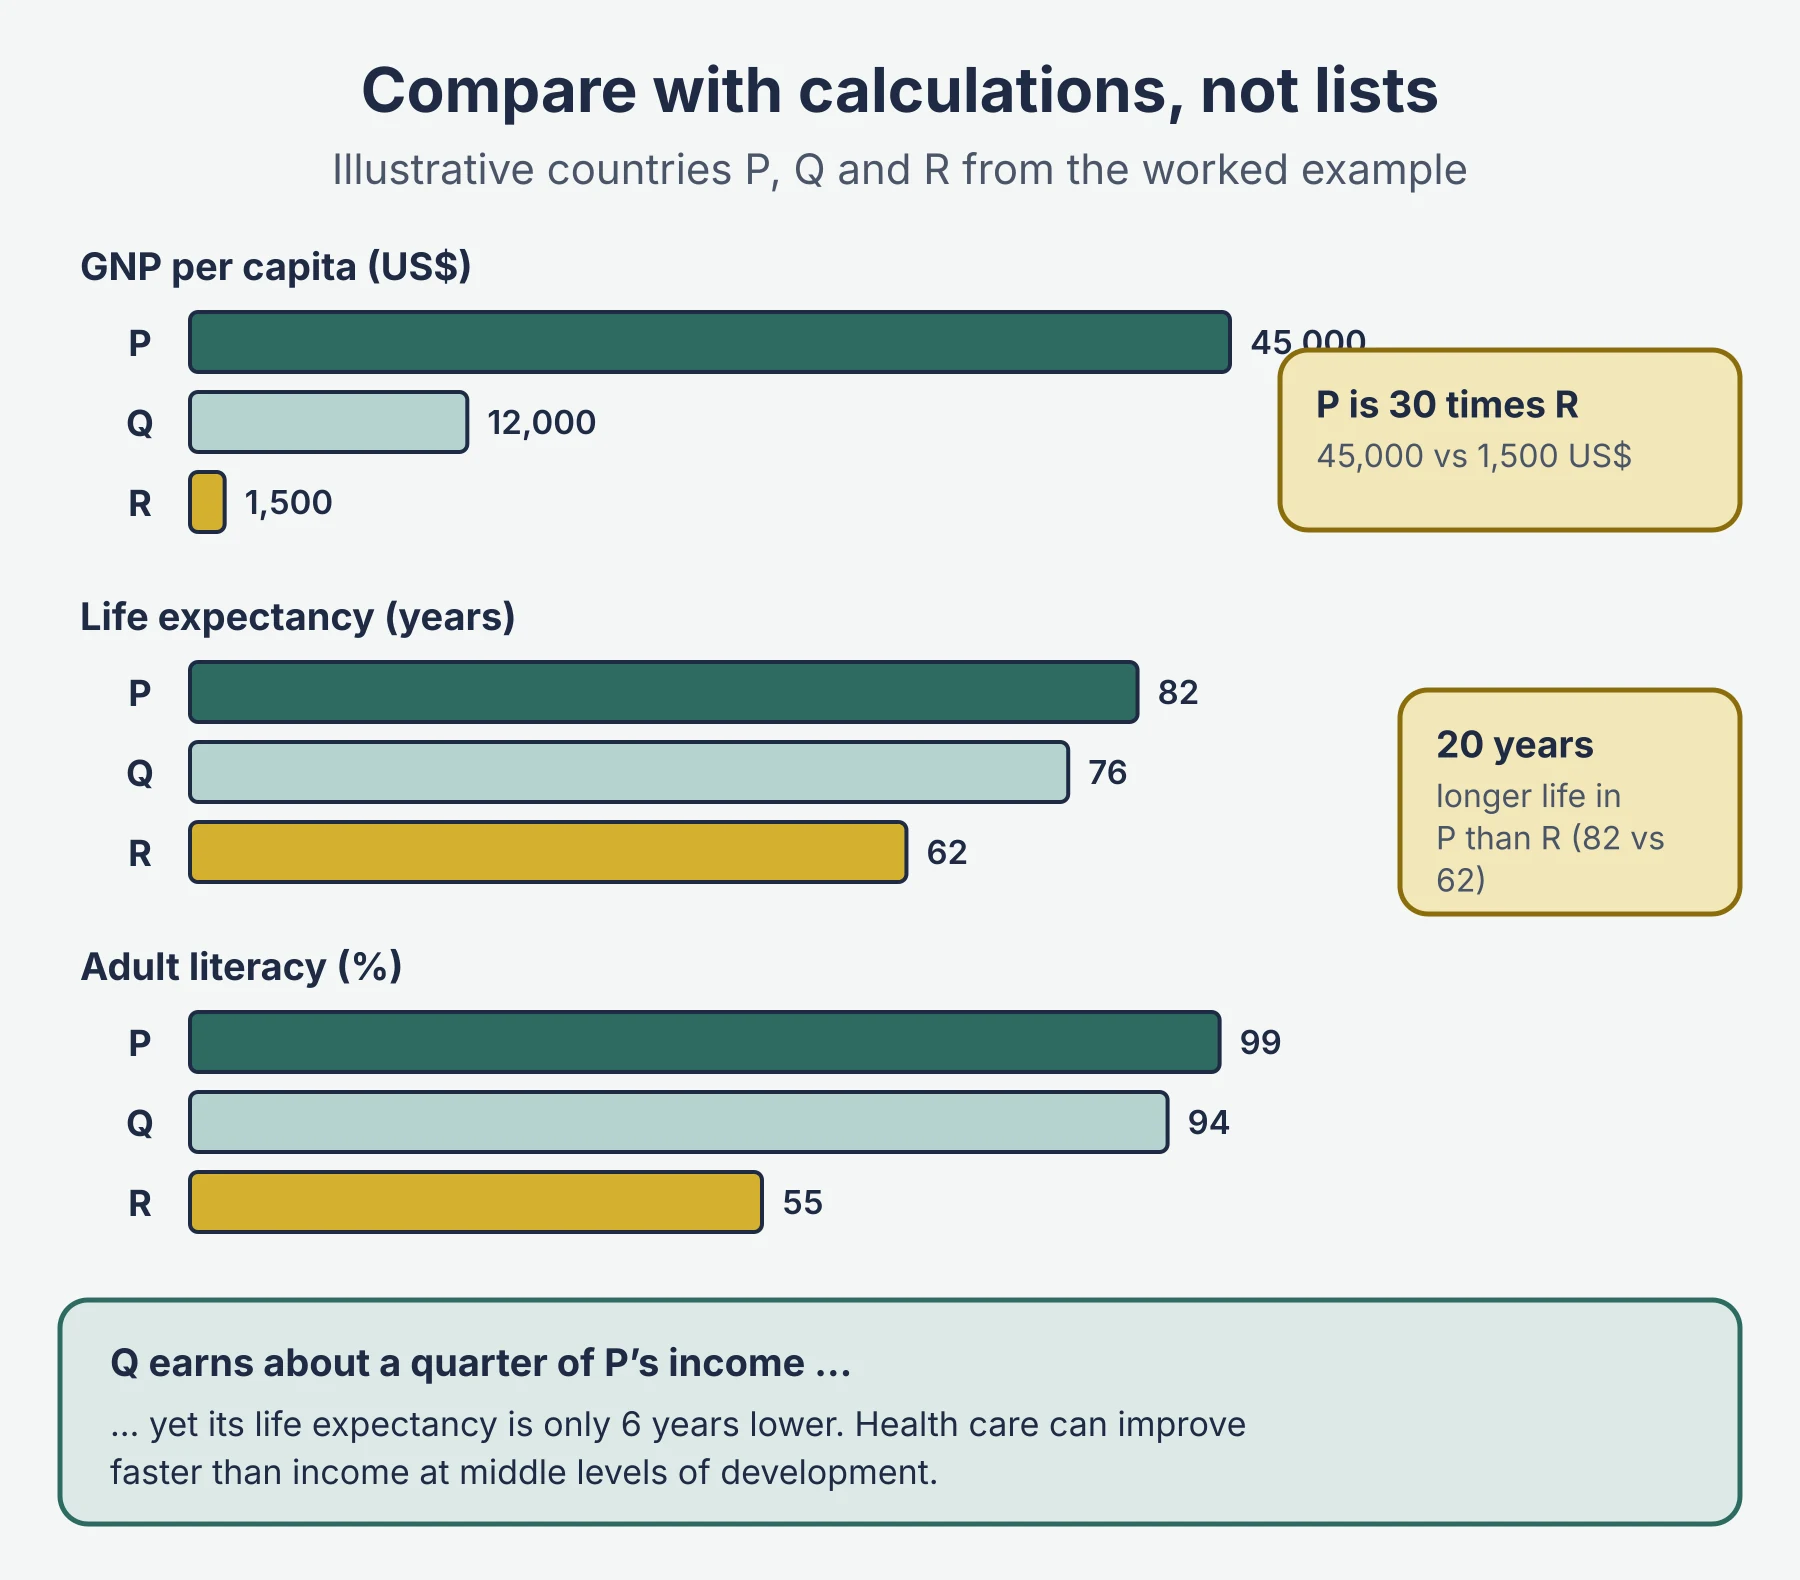 Compare with calculations, not lists
Illustrative countries P, Q and R from the worked example
GNP per capita (US$)
P
45,000
Q
12,000
R
1,500
P is 30 times R
45,000 vs 1,500 US$
Life expectancy (years)
P
82
Q
76
R
62
20 years
longer life in
P than R (82 vs
62)
Adult literacy (%)
P
99
Q
94
R
55
Q earns about a quarter of P’s income …
… yet its life expectancy is only 6 years lower. Health care can improve
faster than income at middle levels of development.